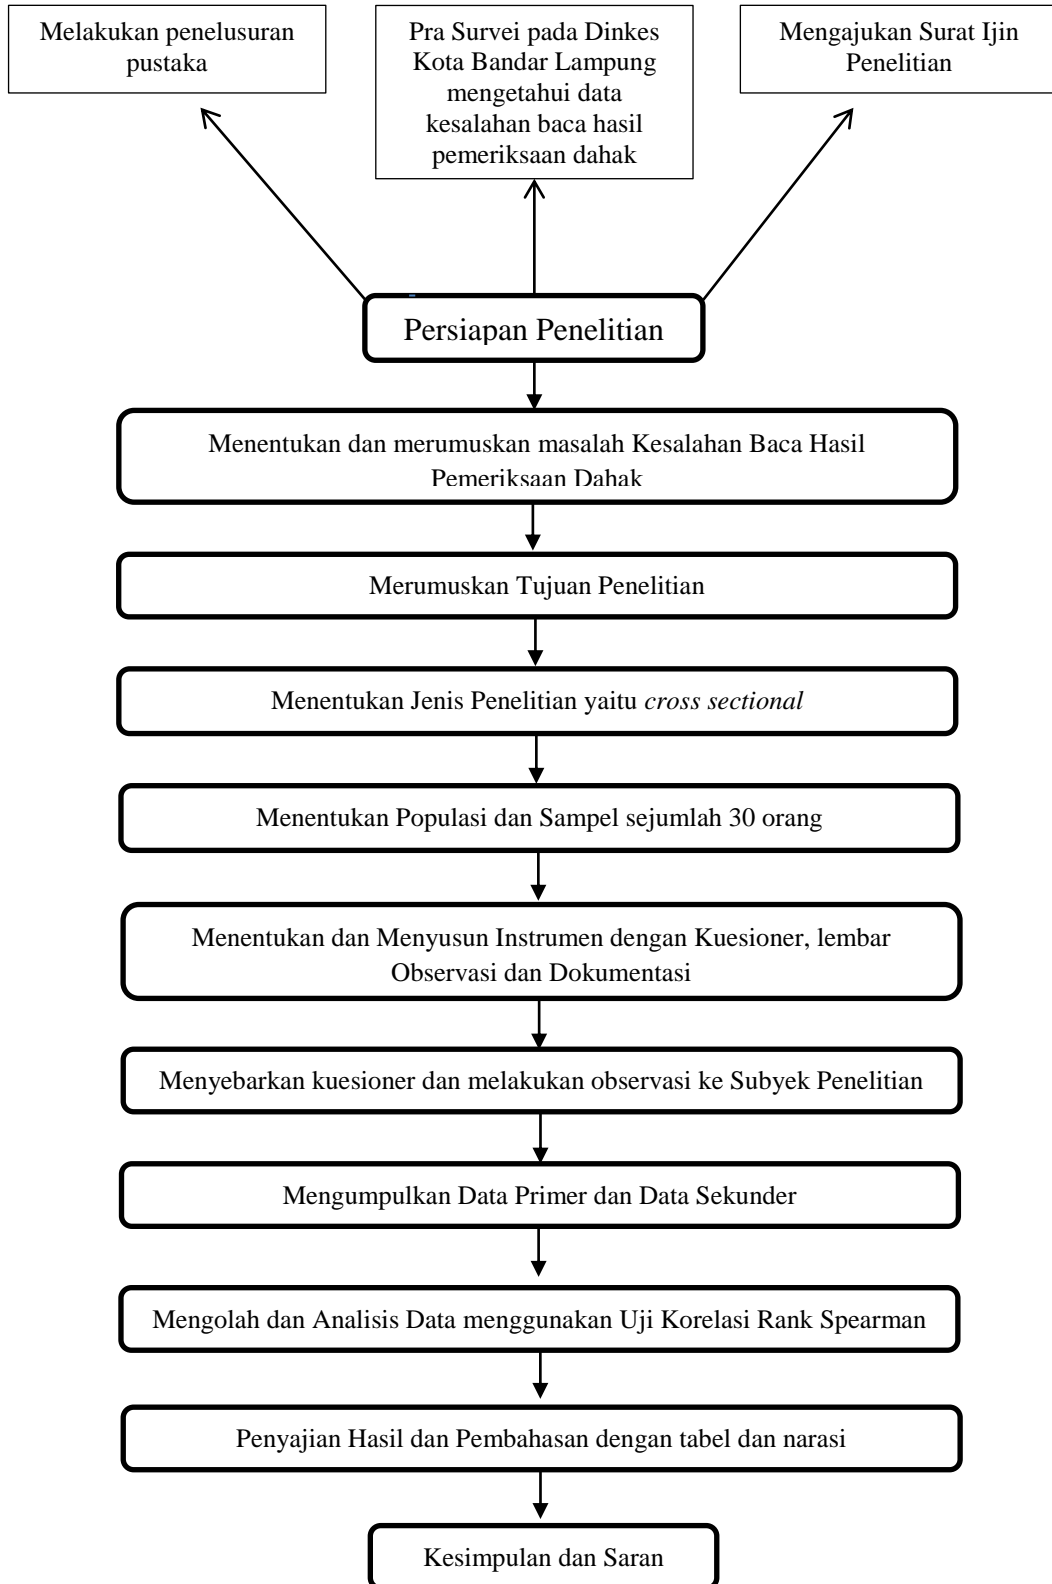 Melakukan penelusuran
pustaka
Pra Survei pada Dinkes
Kota Bandar Lampung
mengetahui data
kesalahan baca hasil
pemeriksaan dahak
Mengajukan Surat Ijin
Penelitian
Persiapan Penelitian
Menentukan dan merumuskan masalah Kesalahan Baca Hasil
Pemeriksaan Dahak
Merumuskan Tujuan Penelitian
Menentukan Jenis Penelitian yaitu cross sectional
Menentukan Populasi dan Sampel sejumlah 30 orang
Menentukan dan Menyusun Instrumen dengan Kuesioner, lembar
Observasi dan Dokumentasi
Menyebarkan kuesioner dan melakukan observasi ke Subyek Penelitian
Mengumpulkan Data Primer dan Data Sekunder
Mengolah dan Analisis Data menggunakan Uji Korelasi Rank Spearman
Penyajian Hasil dan Pembahasan dengan tabel dan narasi
Kesimpulan dan Saran